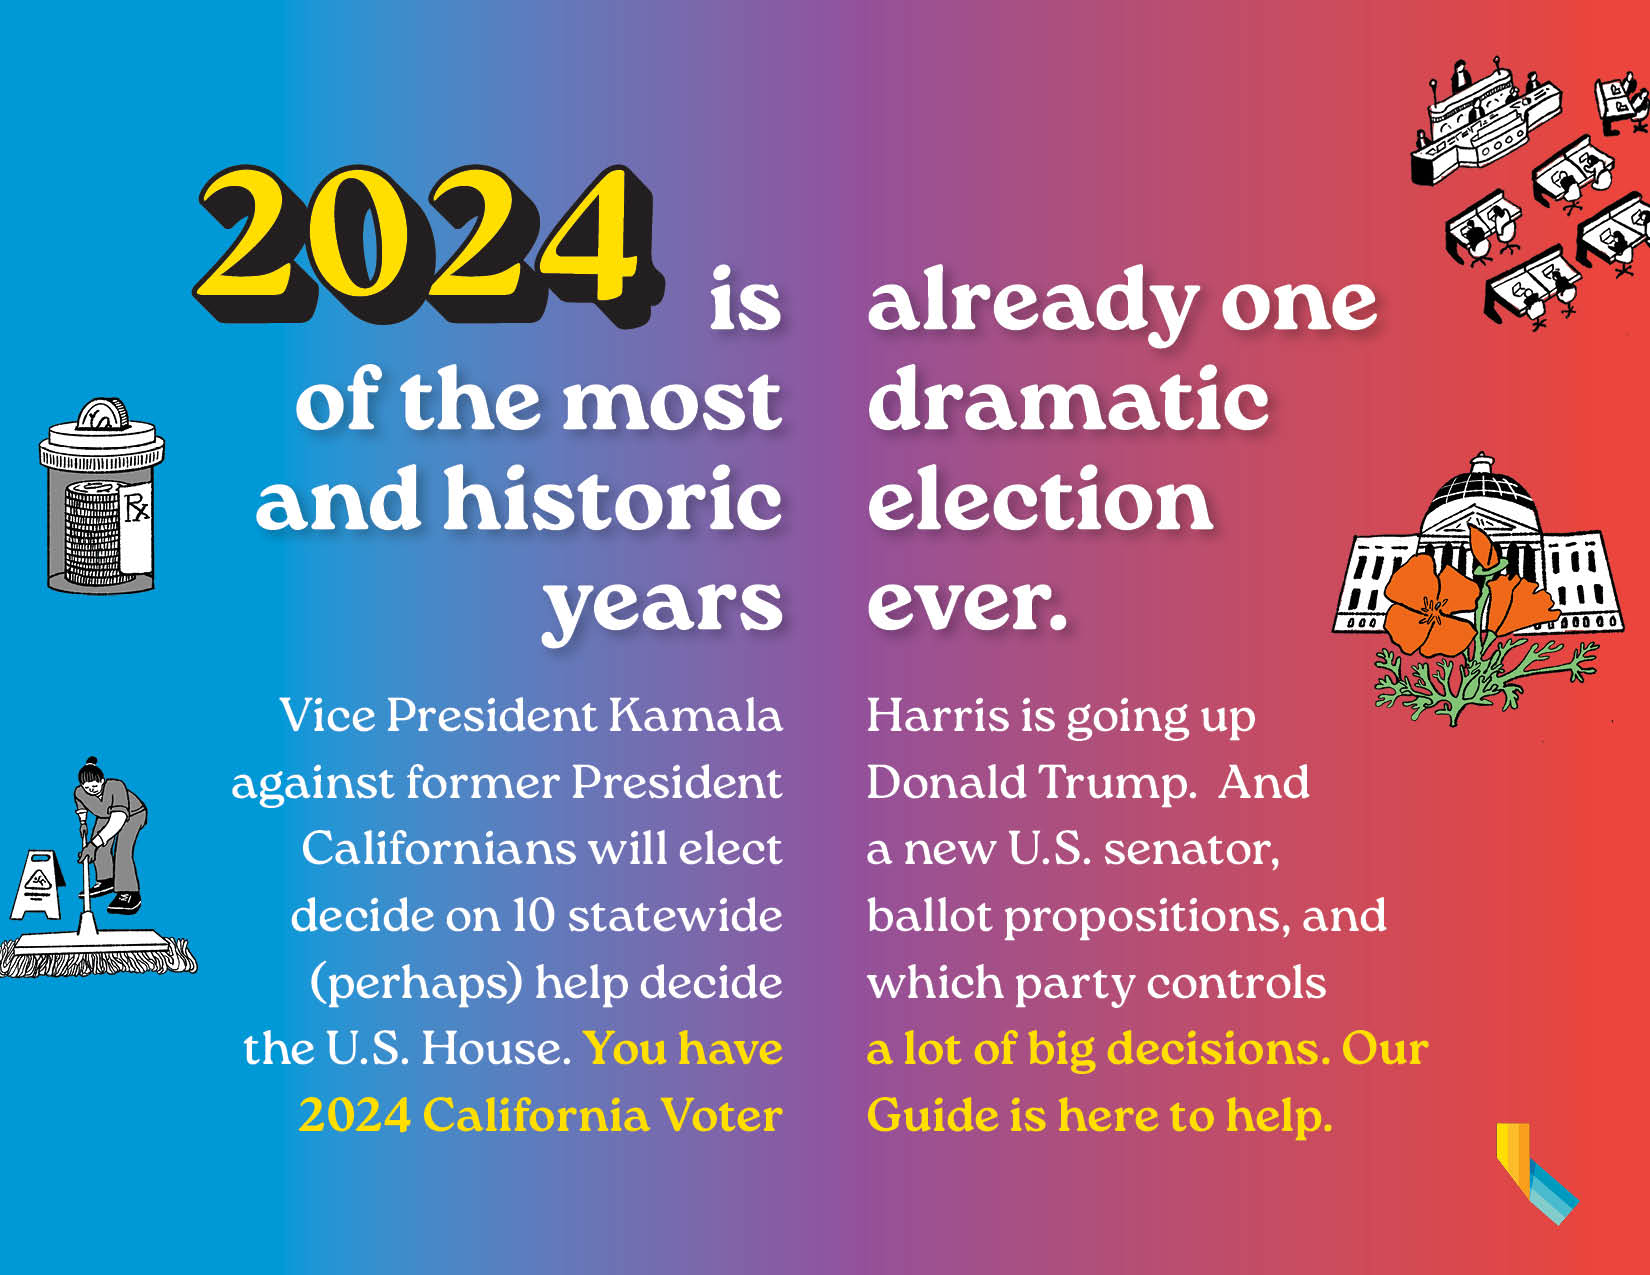 2024 is already one
of the most dramatic
and historic election
years ever.
Vice President Kamala Harris is going up
against former President Donald Trump. And
Californians will elect a new U.S. senator,
decide on 10 statewide ballot propositions, and
(perhaps) help decide which party controls
the U.S. House. You have a lot of big decisions. Our
2024 California Voter Guide is here to help.
Rx